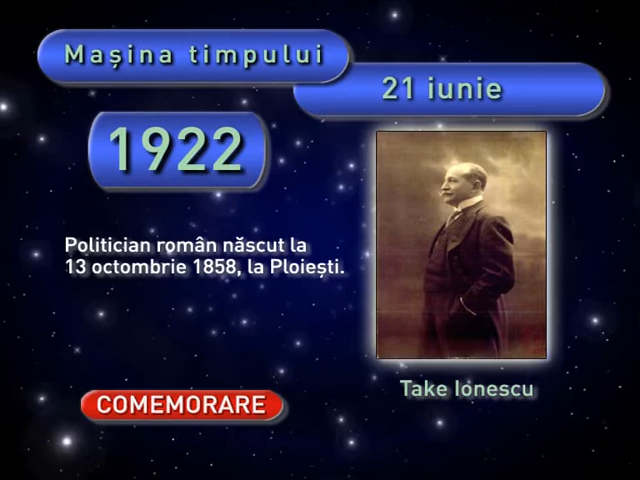 Mașina timpului
21 iunie
1922
Politician român născut la
13 octombrie 1858, la Ploiești.
Take Ionescu
COMEMORARE